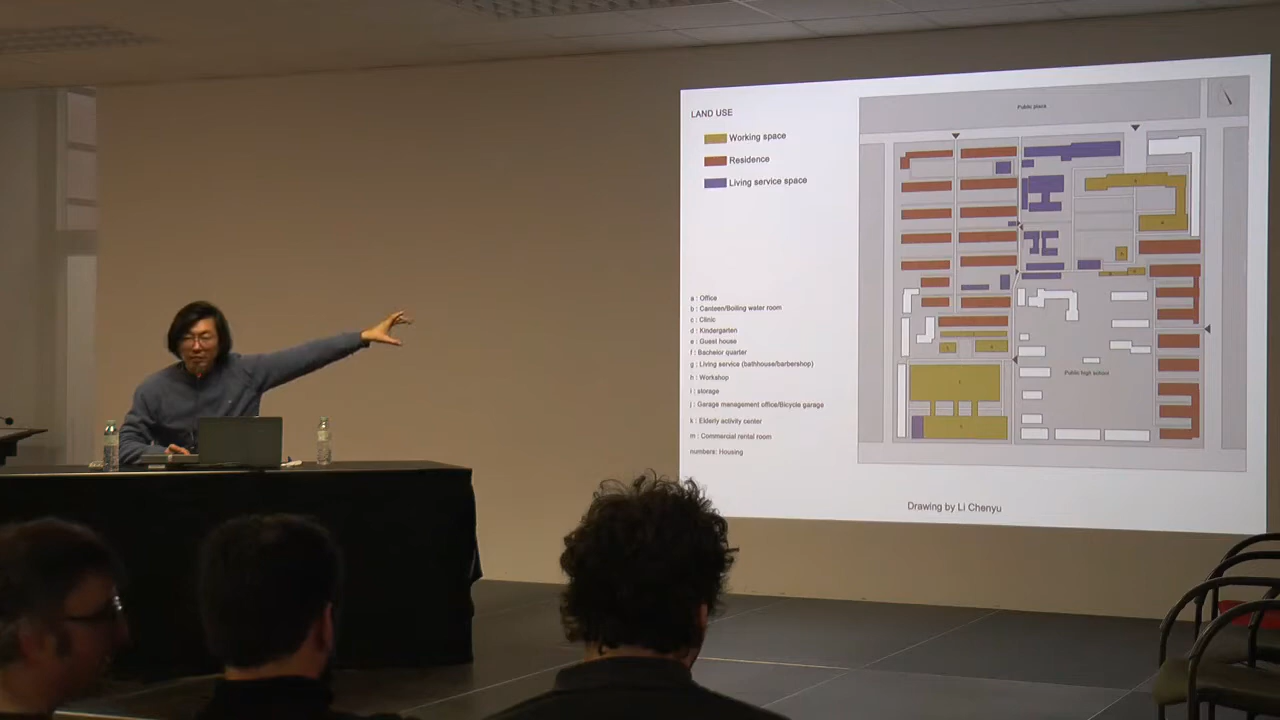 LAND USE
Working space
Residence
Living service space
a : Office
b : Canteen/Boiling water room
c : Clinic
d : Kindergarten
e : Guest house
f : Bachelor quarter
g : Living service (bathhouse/barbershop)
h : Workshop
i : storage
j : Garage management office/Bicycle garage
k : Elderly activity center
m : Commercial rental room
numbers: Housing
Public place
Public high school
Drawing by Li Chenyu